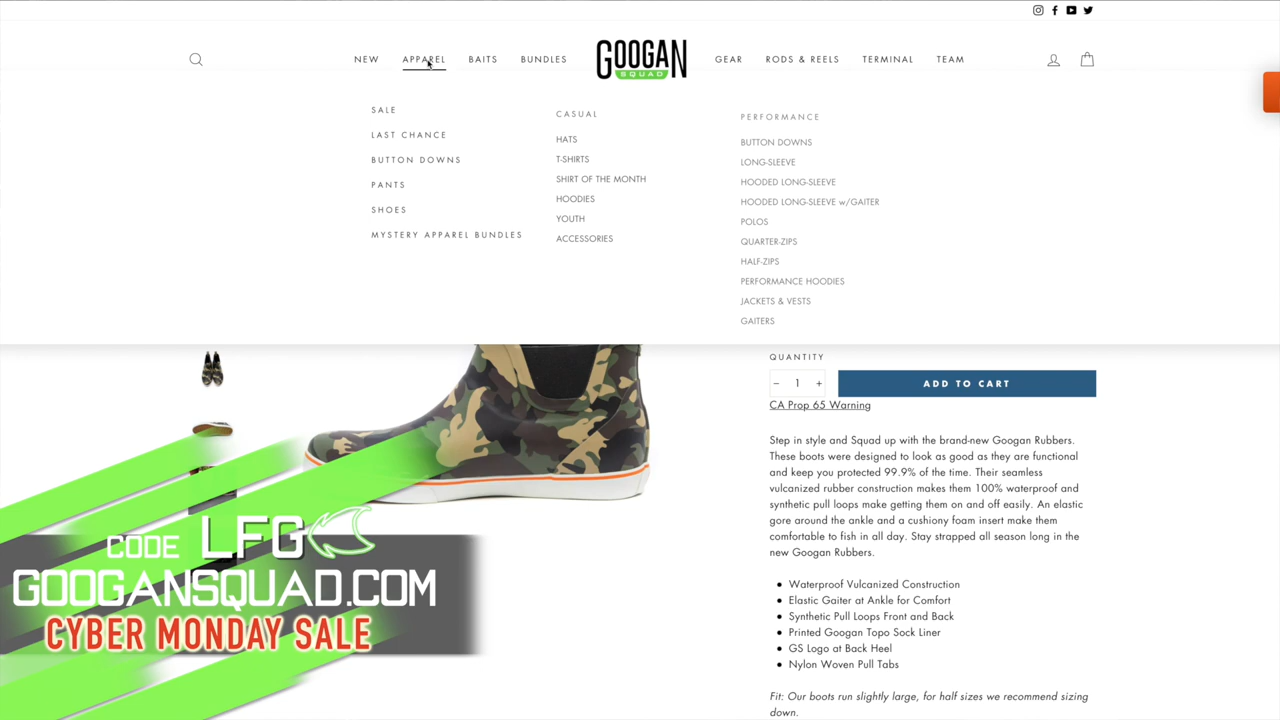 NEW
APPAREL
BAITS
BUNDLES
GOOGAN
SQUAD
GEAR
RODS & REELS
TERMINAL
TEAM
SALE
LAST CHANCE
BUTTON DOWNS
PANTS
SHOES
MYSTERY APPAREL BUNDLES
CASUAL
HATS
T-SHIRTS
SHIRT OF THE MONTH
HOODIES
YOUTH
ACCESSORIES
PERFORMANCE
BUTTON DOWNS
LONG-SLEEVE
HOODED LONG-SLEEVE
HOODED LONG-SLEEVE w/GAITER
POLOS
QUARTER-ZIPS
HALF-ZIPS
PERFORMANCE HOODIES
JACKETS & VESTS
GAITERS
QUANTITY
− 1 +
ADD TO CART
CA Prop 65 Warning
Step in style and Squad up with the brand-new Googan Rubbers.
These boots were designed to look as good as they are functional
and keep you protected 99.9% of the time. Their seamless
vulcanized rubber construction makes them 100% waterproof and
synthetic pull loops make getting them on and off easily. An elastic
gore around the ankle and a cushiony foam insert make them
comfortable to fish in all day. Stay strapped all season long in the
new Googan Rubbers.
• Waterproof Vulcanized Construction
• Elastic Gaiter at Ankle for Comfort
• Synthetic Pull Loops Front and Back
• Printed Googan Topo Sock Liner
• GS Logo at Back Heel
• Nylon Woven Pull Tabs
Fit: Our boots run slightly large, for half sizes we recommend sizing
down.
CODE LFG
GOOGANSQUAD.COM
CYBER MONDAY SALE